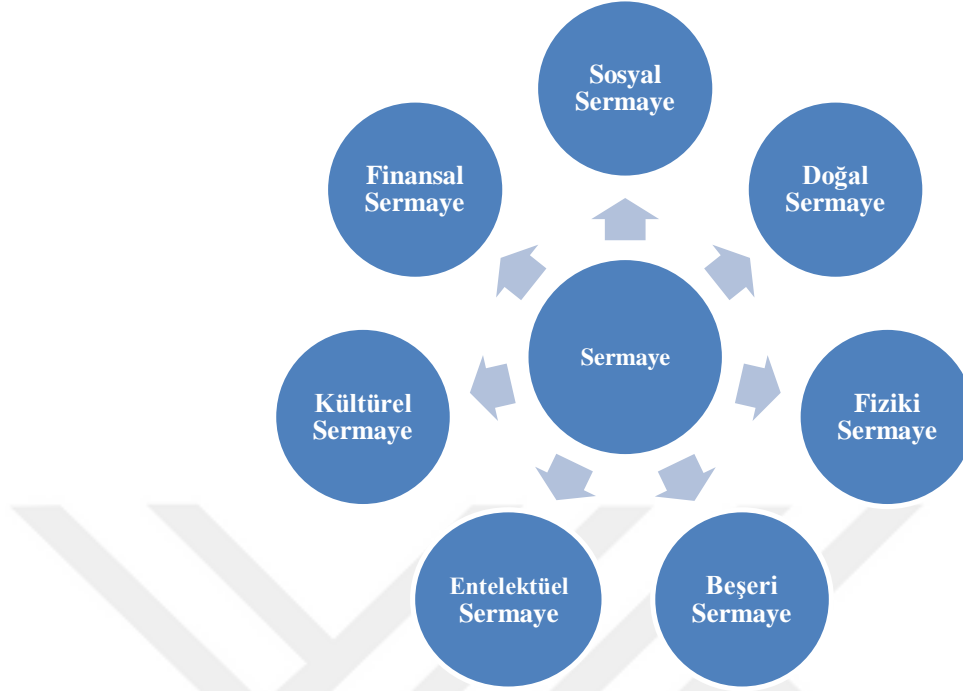 Sosyal
Sermaye
Finansal
Sermaye
Doğal
Sermaye
Sermaye
Kültürel
Sermaye
Fiziki
Sermaye
Entelektüel
Sermaye
Beşeri
Sermaye